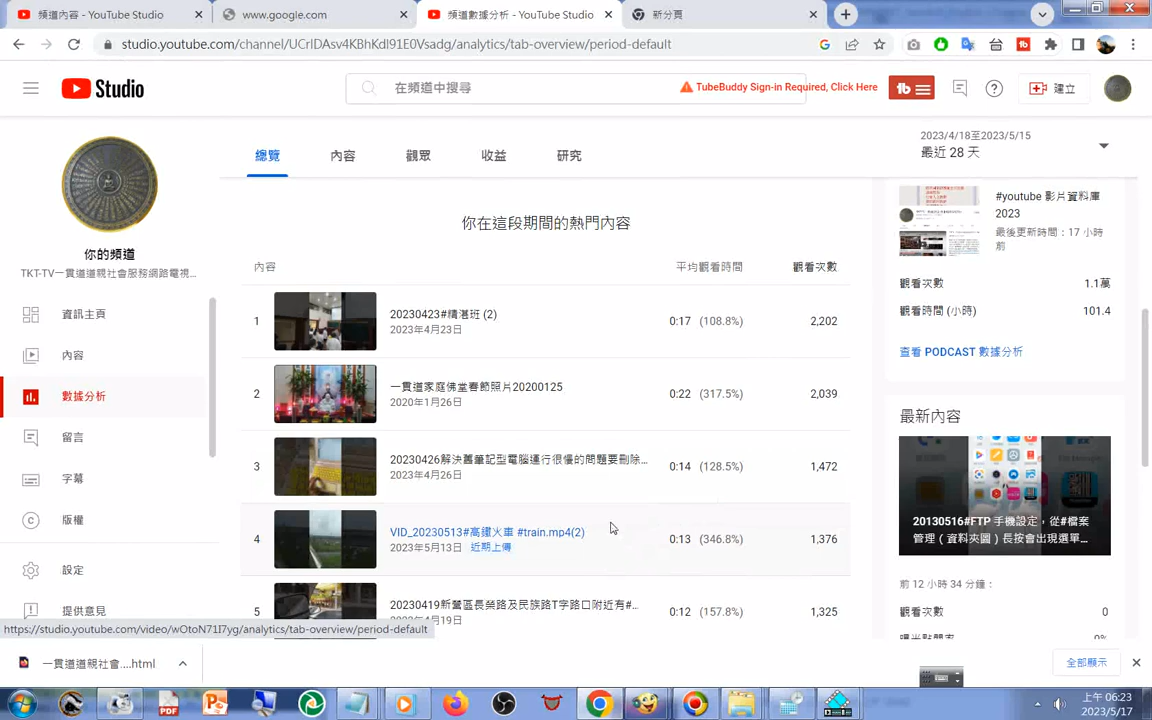 頻道內容 - YouTube Studio
www.google.com
頻道數據分析 - YouTube Studio
新分頁
studio.youtube.com/channel/UCrIDAsv4KBhKdl91E0Vsadg/analytics/tab-overview/period-default
Studio
在頻道中搜尋
TubeBuddy Sign-in Required, Click Here
建立
總覽
內容
觀眾
收益
研究
2023/4/18至2023/5/15
最近 28 天
你的頻道
TKT-TV一貫道道親社會服務網路電視...
資訊主頁
內容
數據分析
留言
字幕
版權
設定
提供意見
你在這段期間的熱門內容
內容
平均觀看時間
觀看次數
1
20230423#精湛班 (2)
2023年4月23日
0:17 (108.8%)
2,202
2
一貫道家庭佛堂春節照片20200125
2020年1月26日
0:22 (317.5%)
2,039
3
20230426解決舊筆記型電腦運行很慢的問題要刪除...
2023年4月26日
0:14 (128.5%)
1,472
4
VID_20230513#高鐵火車 #train.mp4(2)
2023年5月13日 近期上傳
0:13 (346.8%)
1,376
5
20230419新營區長榮路及民族路T字路口附近有#...
0:12 (157.8%)
1,325
#youtube 影片資料庫
2023
最後更新時間：17 小時
前
觀看次數
1.1萬
觀看時間 (小時)
101.4
查看 PODCAST 數據分析
最新內容
20130516#FTP 手機設定，從#檔案
管理（資料夾圖）長按會出現選單...
前 12 小時 34 分鐘：
觀看次數
0
https://studio.youtube.com/video/wOtoN71I7yg/analytics/tab-overview/period-default
一貫道道親社會....html
全部顯示
上午 06:23
2023/5/17